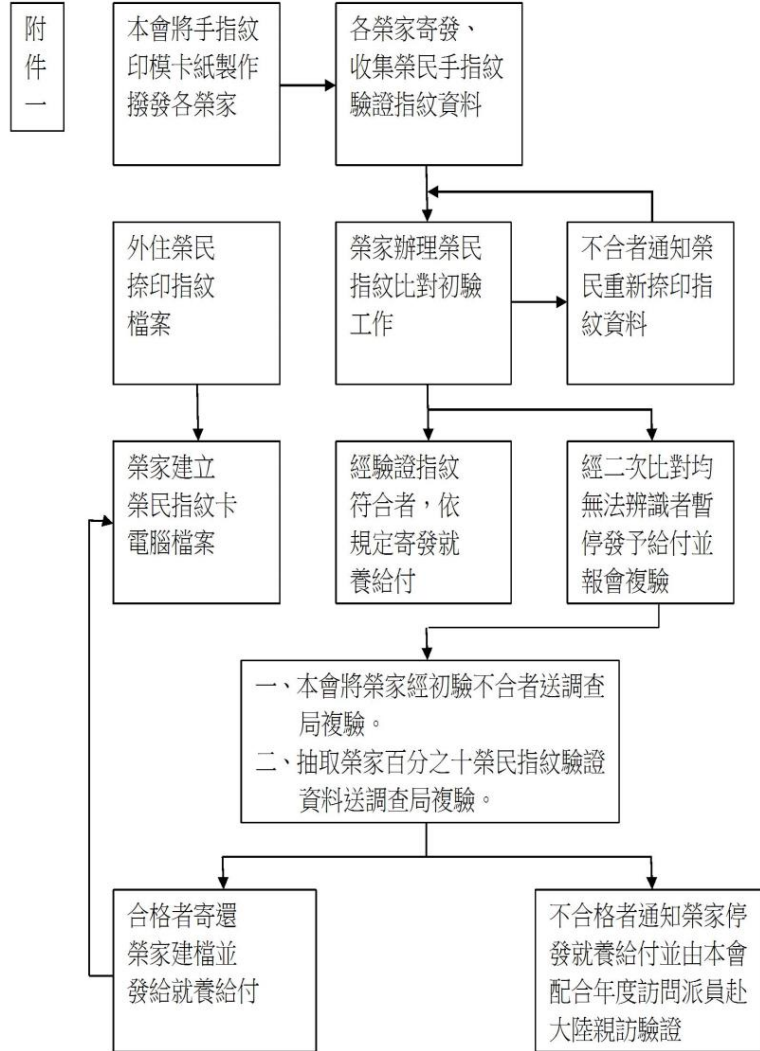 附
件
一
本會將手指紋
印模卡紙製作
撥發各榮家
各榮家寄發、
收集榮民手指紋
驗證指紋資料
外住榮民
捺印指紋
檔案
榮家辦理榮民
指紋比對初驗
工作
不合者通知榮
民重新捺印指
紋資料
榮家建立
榮民指紋卡
電腦檔案
經驗證指紋
符合者，依
規定寄發就
養給付
經二次比對均
無法辨識者暫
停發予給付並
報會複驗
一、本會將榮家經初驗不合者送調查
局複驗。
二、抽取榮家百分之十榮民指紋驗證
資料送調查局複驗。
合格者寄還
榮家建檔並
發給就養給付
不合格者通知榮家停
發就養給付並由本會
配合年度訪問派員赴
大陸親訪驗證